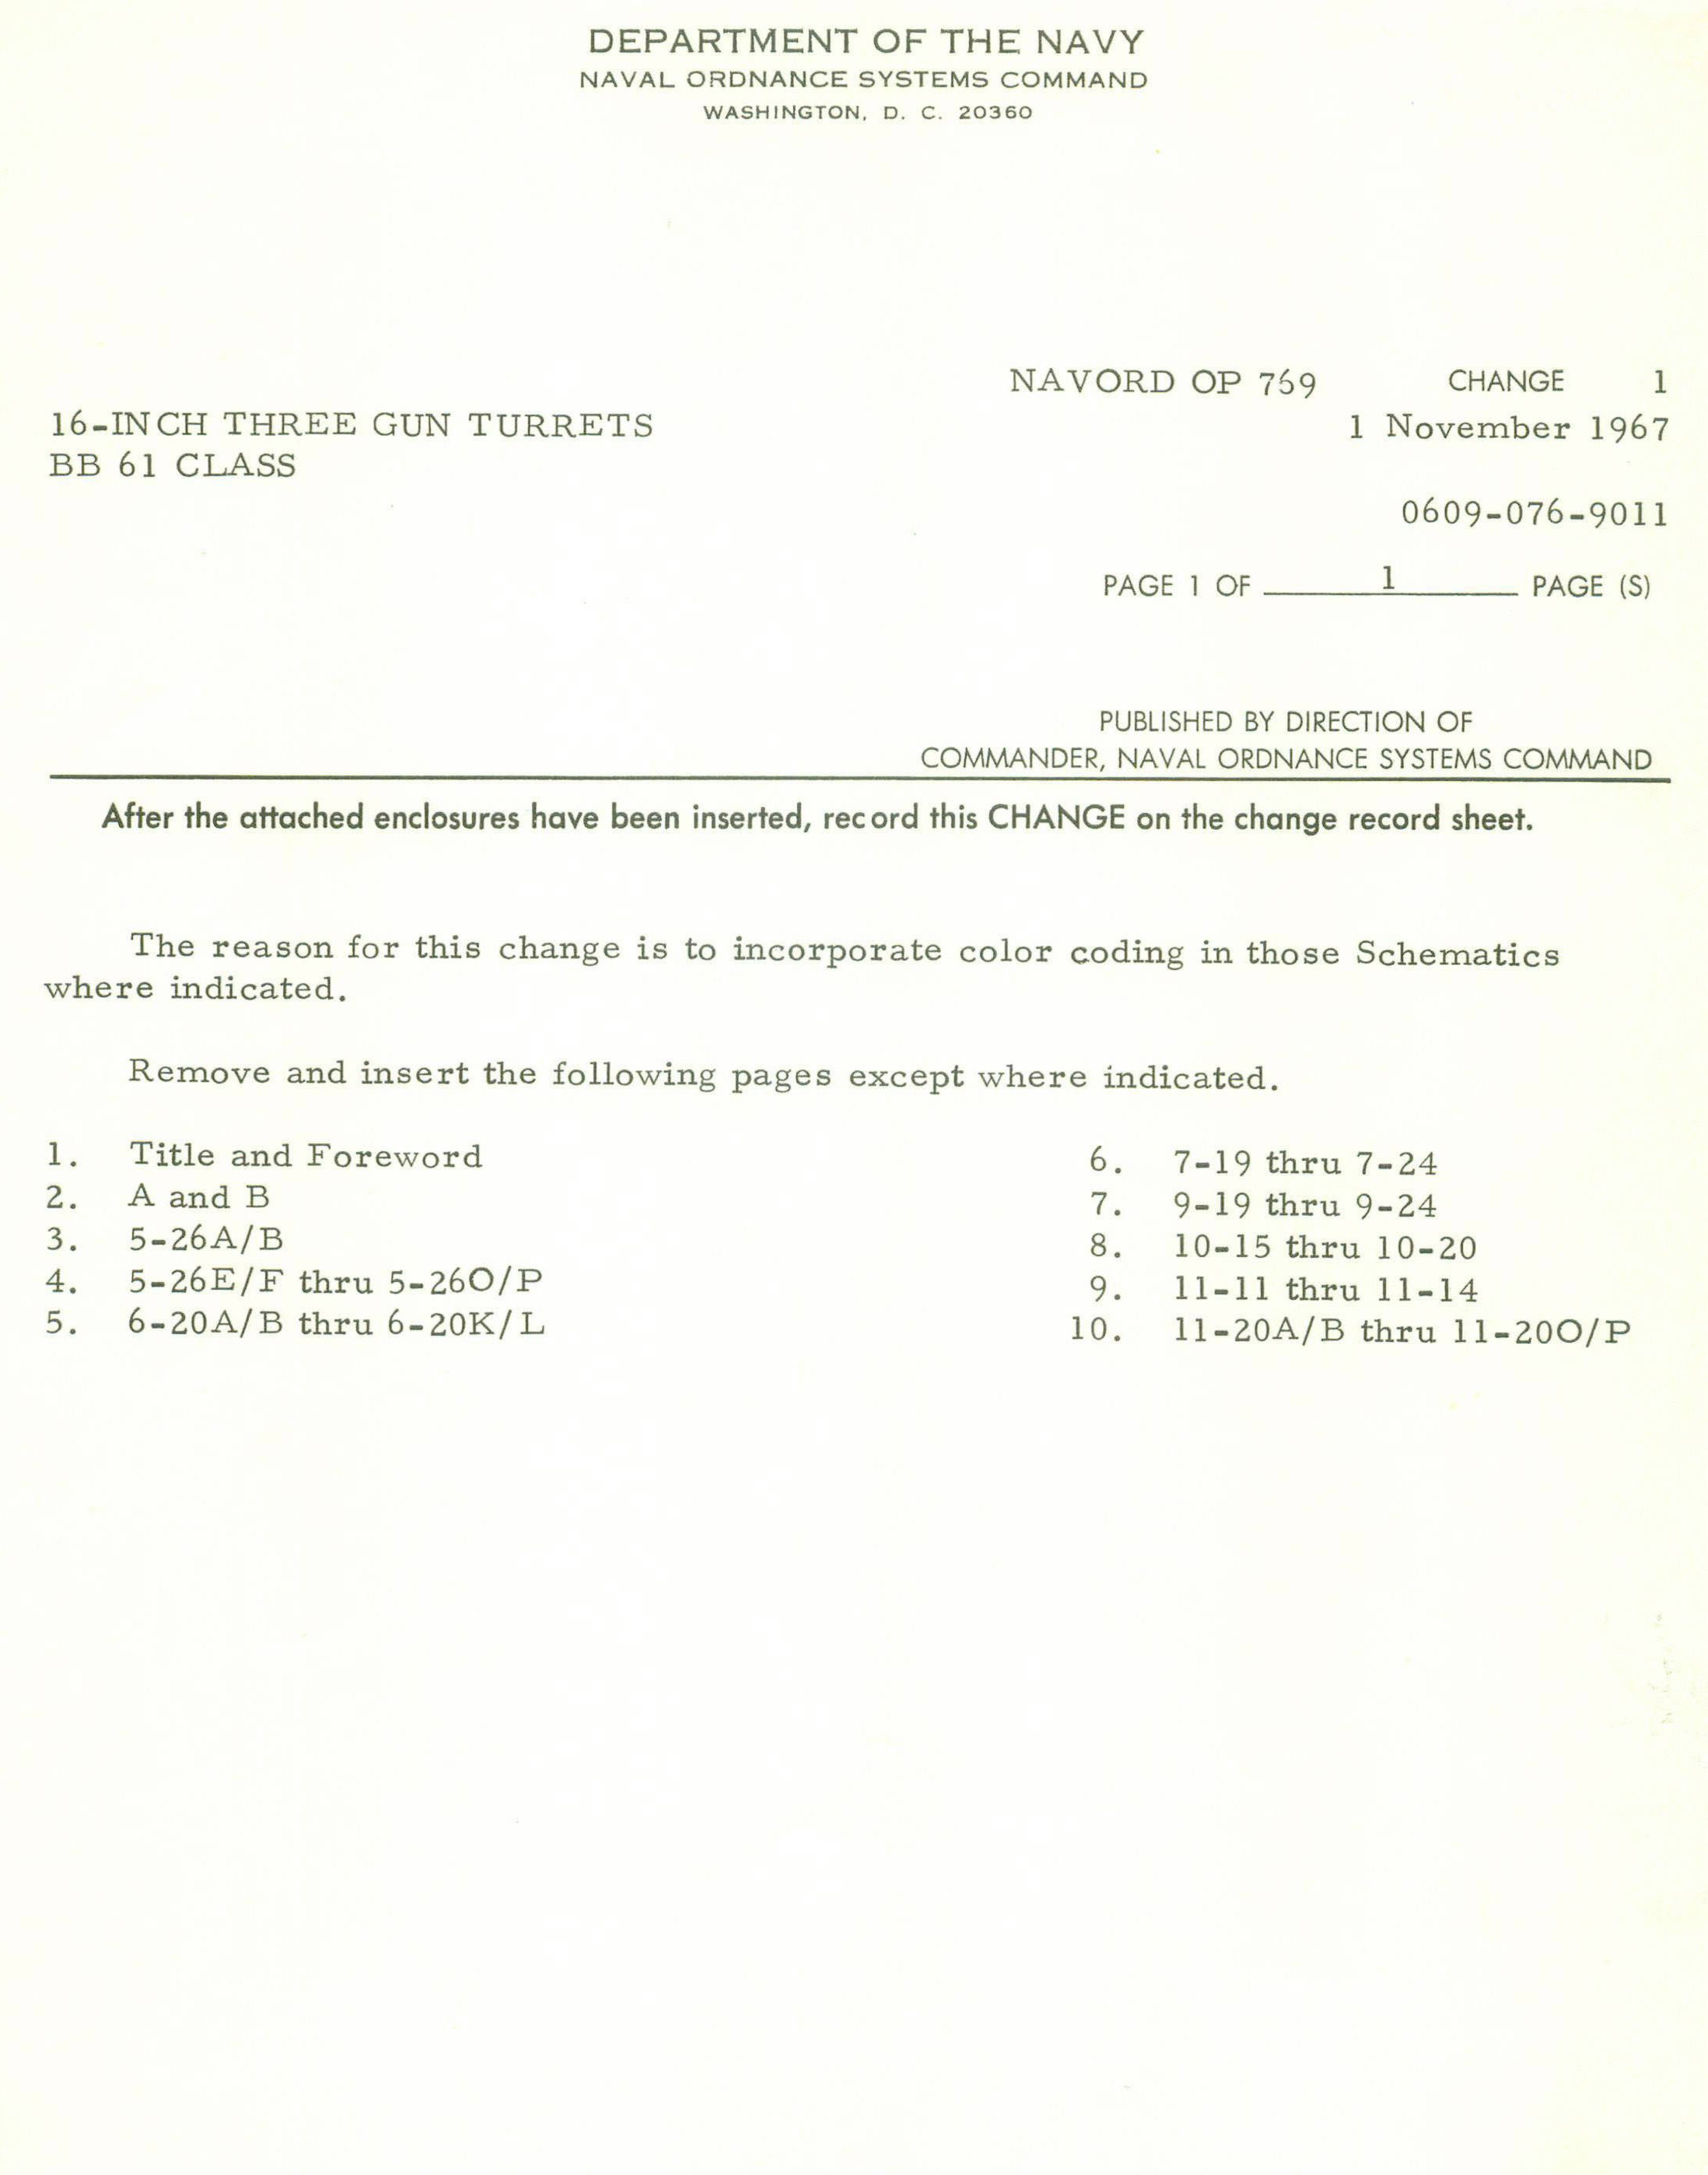 DEPARTMENT OF THE NAVY
NAVAL ORDNANCE SYSTEMS COMMAND
WASHINGTON, D. C. 20360
NAVORD OP 769 CHANGE 1
16-INCH THREE GUN TURRETS
BB 61 CLASS
1 November 1967
0609-076-9011
PAGE 1 OF 1 PAGE (S)
PUBLISHED BY DIRECTION OF
COMMANDER, NAVAL ORDNANCE SYSTEMS COMMAND
After the attached enclosures have been inserted, record this CHANGE on the change record sheet.
The reason for this change is to incorporate color coding in those Schematics
where indicated.
Remove and insert the following pages except where indicated.
1. Title and Foreword
2. A and B
3. 5-26A/B
4. 5-26E/F thru 5-26O/P
5. 6-20A/B thru 6-20K/L
6. 7-19 thru 7-24
7. 9-19 thru 9-24
8. 10-15 thru 10-20
9. 11-11 thru 11-14
10. 11-20A/B thru 11-20O/P